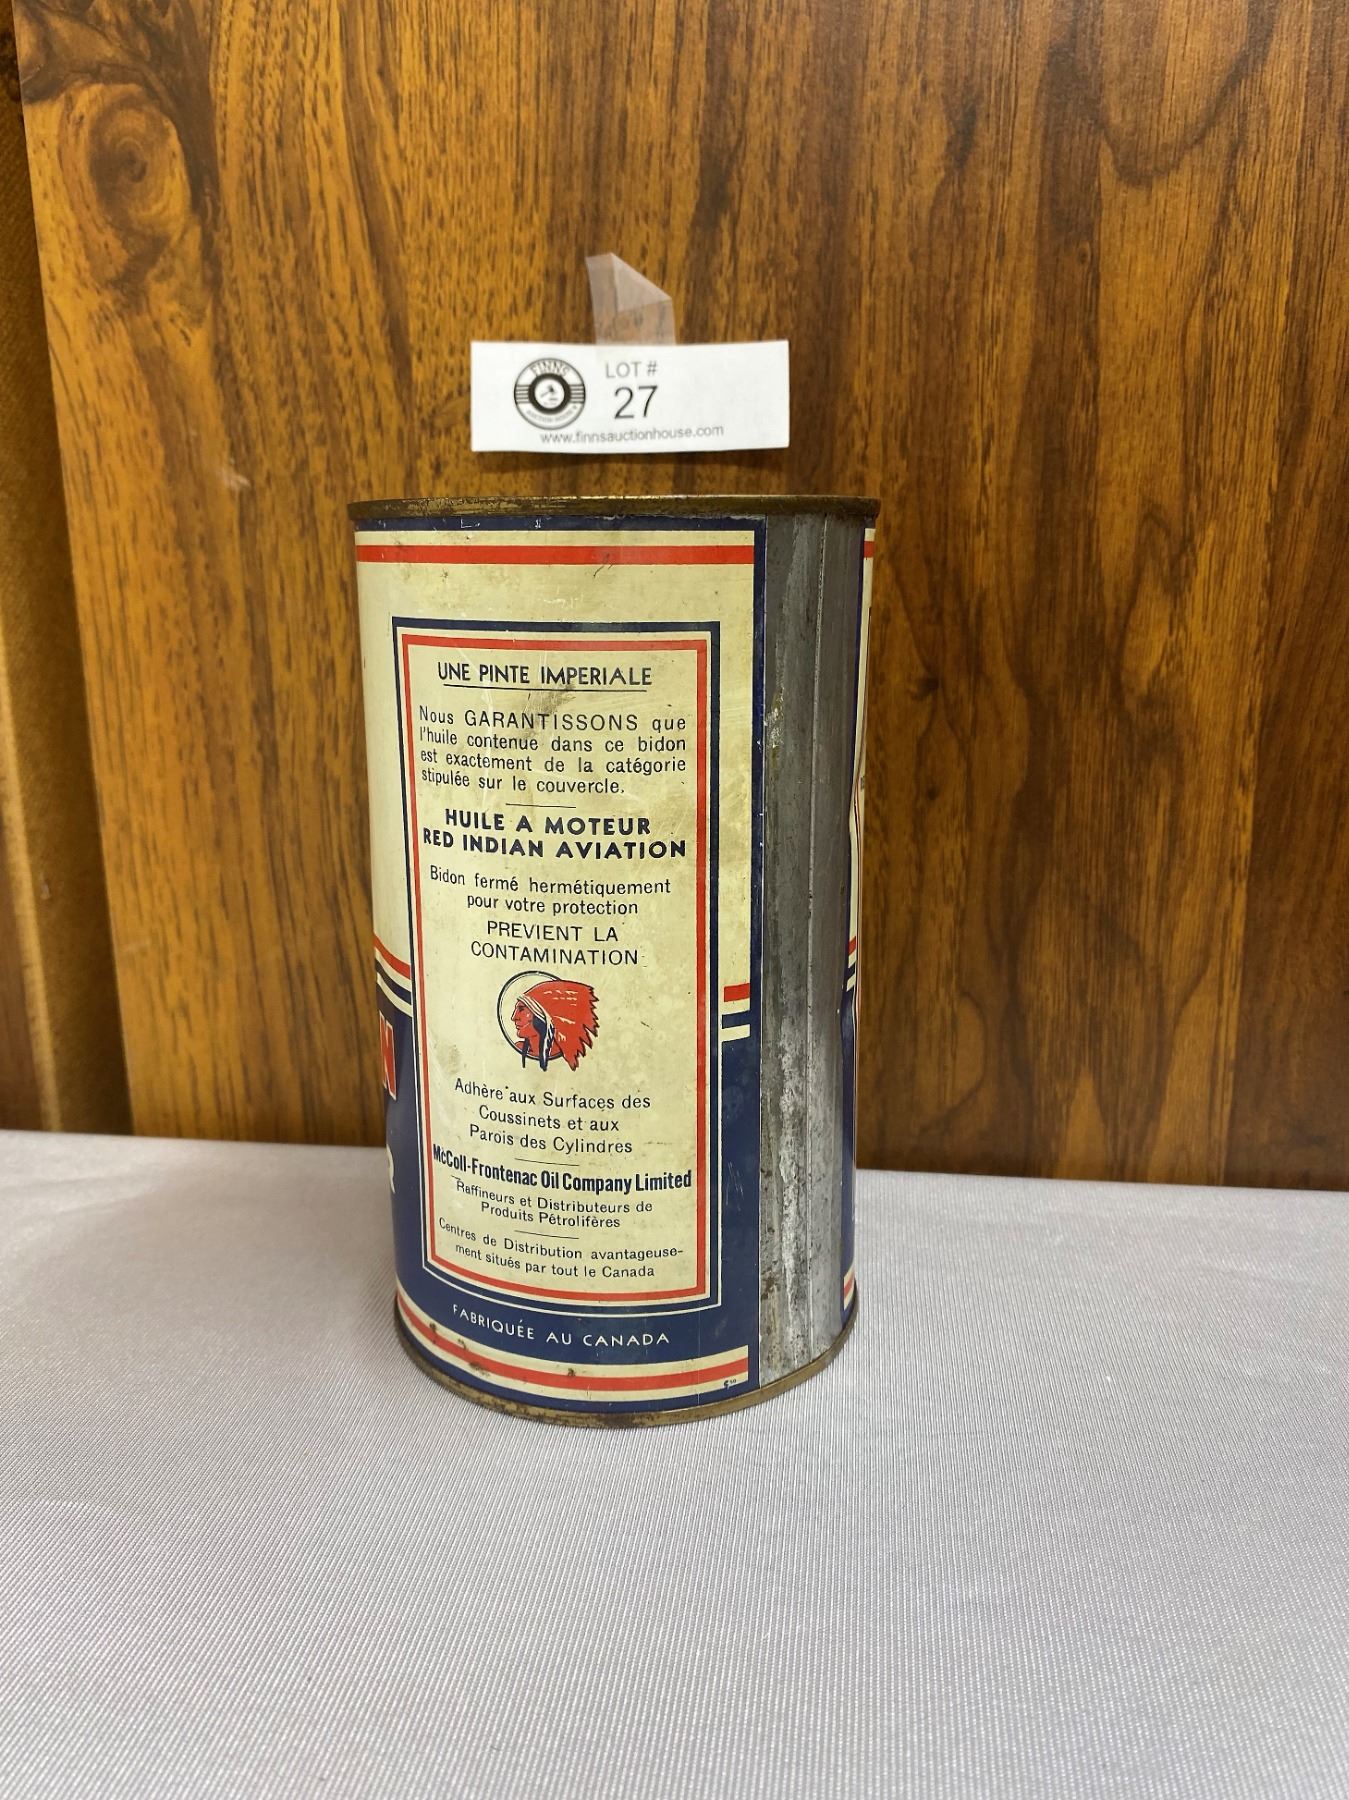 FINNS
LOT #
27
www.finnsauctionhouse.com
UNE PINTE IMPERIALE
Nous GARANTISSONS que
l'huile contenue dans ce bidon
est exactement de la catégorie
stipulée sur le couvercle.
HUILE A MOTEUR
RED INDIAN AVIATION
Bidon fermé hermétiquement
pour votre protection
PREVIENT LA
CONTAMINATION
Adhère aux Surfaces des
Coussinets et aux
Parois des Cylindres
McColl-Frontenac Oil Company Limited
Raffineurs et Distributeurs de
Produits Pétrolifères
Centres de Distribution avantageuse-
ment situés par tout le Canada
FABRIQUÉE AU CANADA